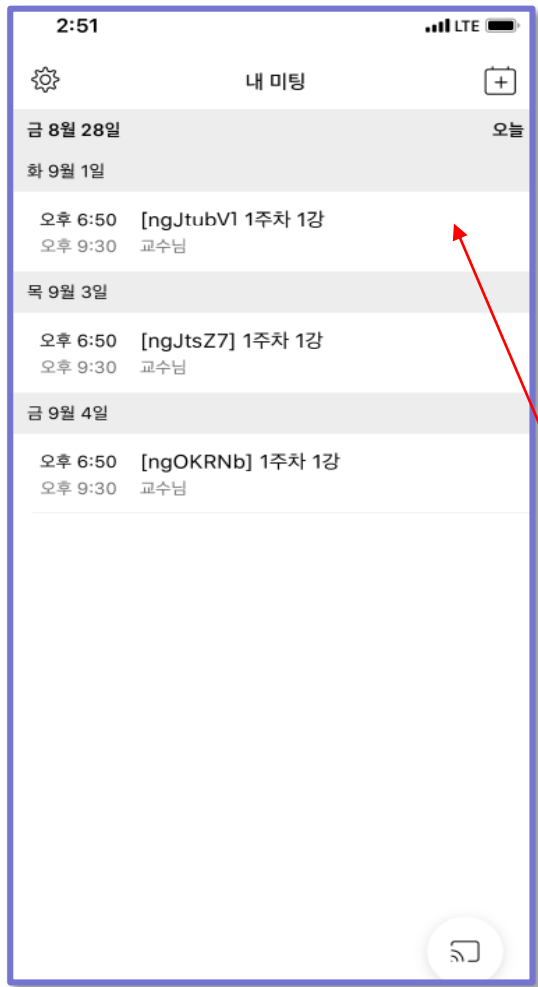 2:51 LTE
내 미팅
금 8월 28일 오늘
화 9월 1일
오후 6:50 [ngJtubV] 1주차 1강
오후 9:30 교수님
목 9월 3일
오후 6:50 [ngJtsZ7] 1주차 1강
오후 9:30 교수님
금 9월 4일
오후 6:50 [ngOKRNb] 1주차 1강
오후 9:30 교수님